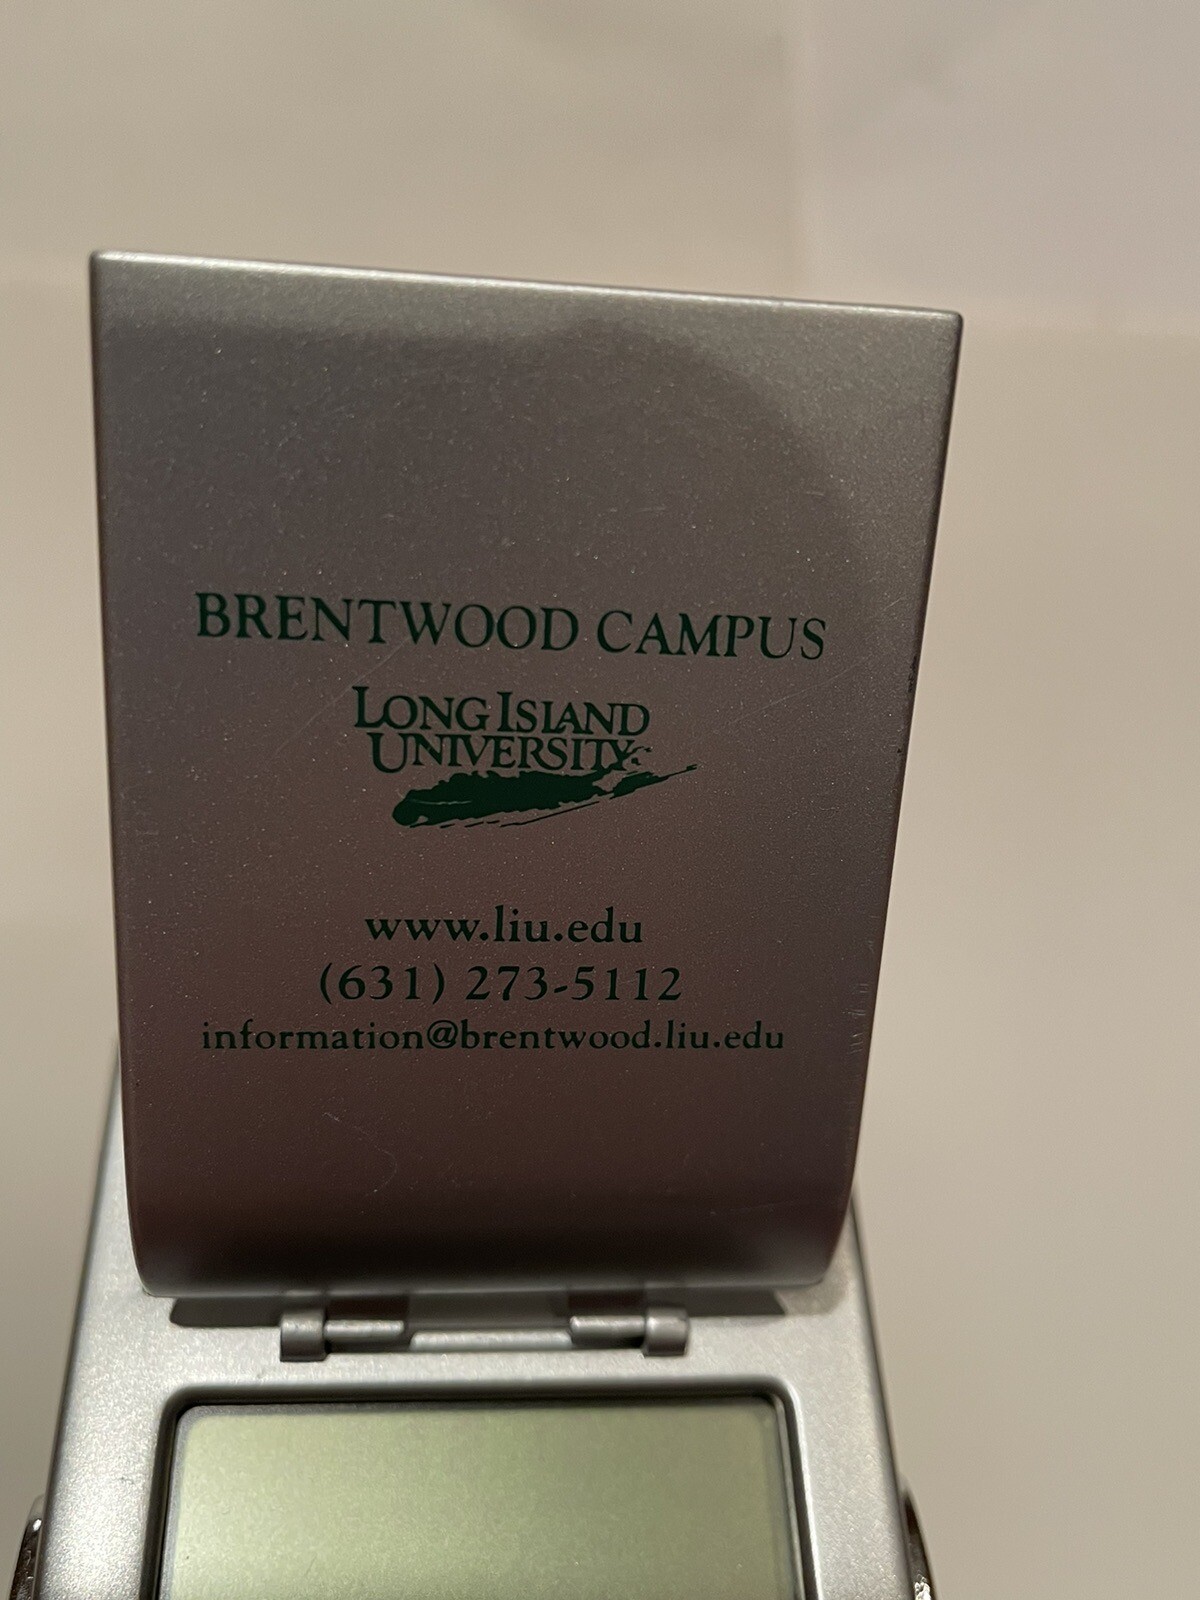 BRENTWOOD CAMPUS
LONG ISLAND
UNIVERSITY
www.liu.edu
(631) 273-5112
information@brentwood.liu.edu